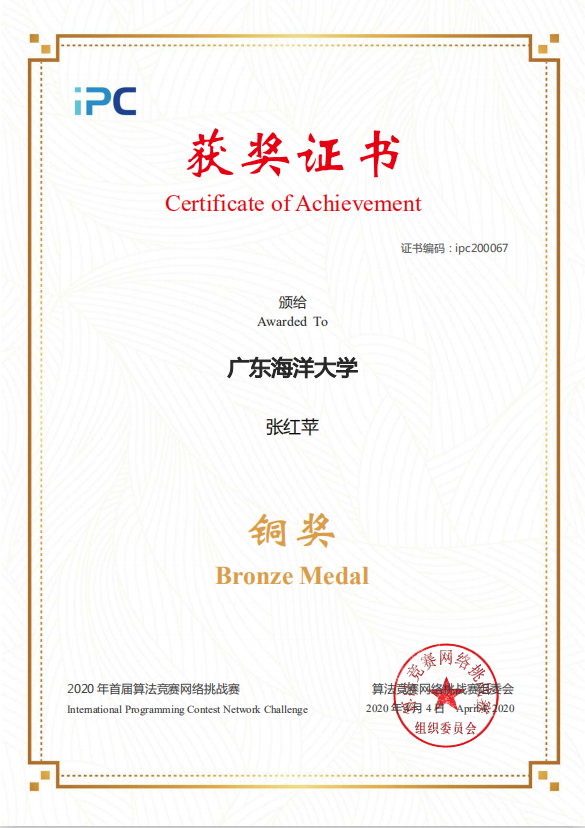 iPC
获奖证书
Certificate of Achievement
证书编码：ipc200067
颁给
Awarded To
广东海洋大学
张红苹
铜奖
Bronze Medal
2020 年首届算法竞赛网络挑战赛
International Programming Contest Network Challenge
算法竞赛网络挑战赛组委会
2020 年 月 4 日 April 2020
竞赛网络挑战赛
组织委员会